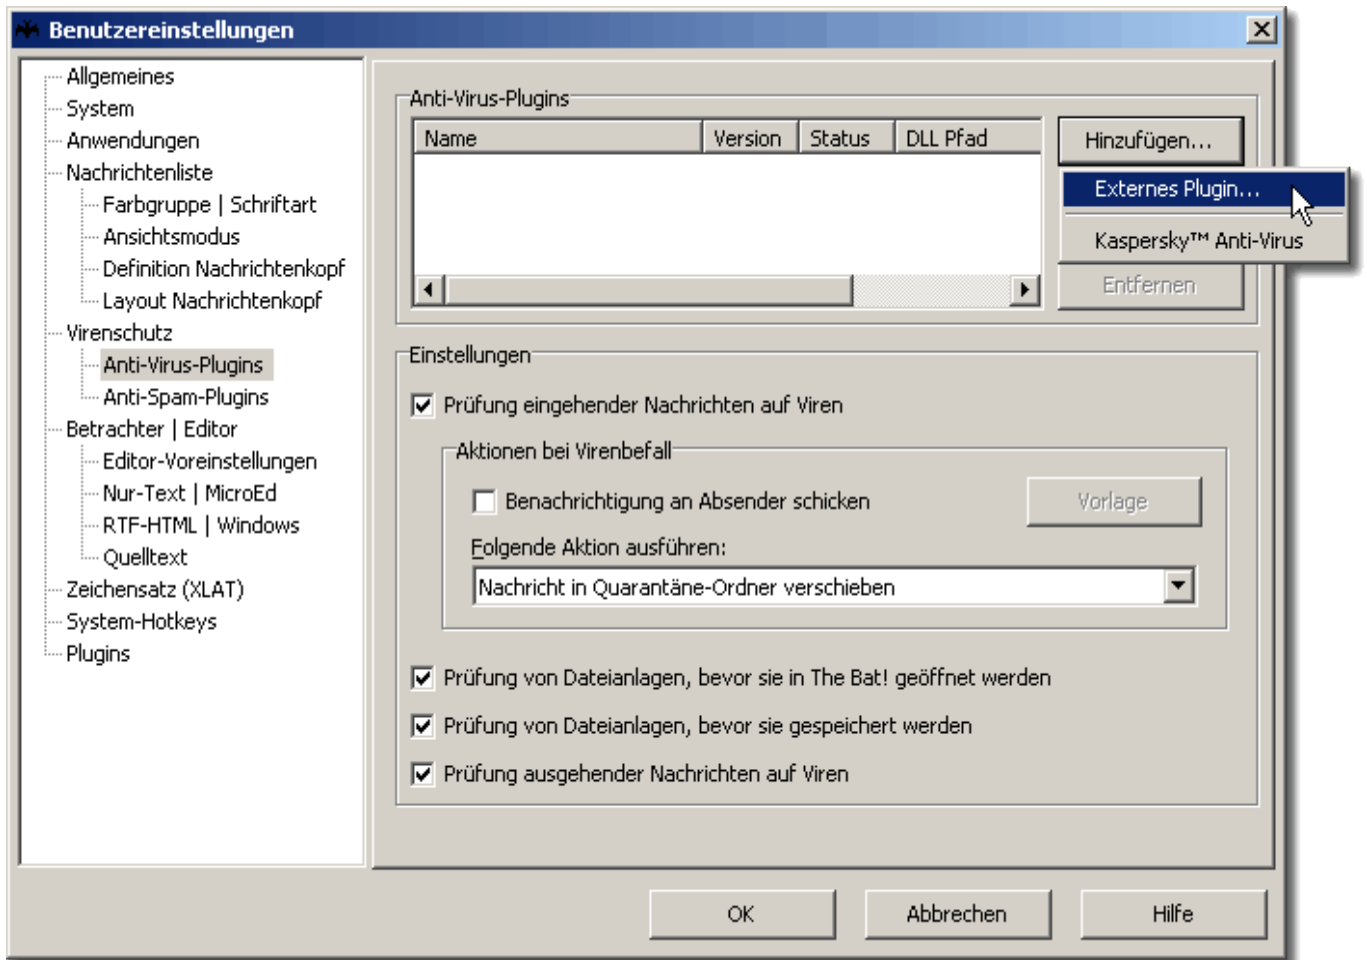 Benutzereinstellungen
Allgemeines
System
Anwendungen
Nachrichtenliste
Farbgruppe | Schriftart
Ansichtsmodus
Definition Nachrichtenkopf
Layout Nachrichtenkopf
Virenschutz
Anti-Virus-Plugins
Anti-Spam-Plugins
Betrachter | Editor
Editor-Voreinstellungen
Nur-Text | MicroEd
RTF-HTML | Windows
Quelltext
Zeichensatz (XLAT)
System-Hotkeys
Plugins
Anti-Virus-Plugins
Name Version Status DLL Pfad
Hinzufügen...
Externes Plugin...
Kaspersky™ Anti-Virus
Entfernen
Einstellungen
Prüfung eingehender Nachrichten auf Viren
Aktionen bei Virenbefall
Benachrichtigung an Absender schicken
Vorlage
Folgende Aktion ausführen:
Nachricht in Quarantäne-Ordner verschieben
Prüfung von Dateianlagen, bevor sie in The Bat! geöffnet werden
Prüfung von Dateianlagen, bevor sie gespeichert werden
Prüfung ausgehender Nachrichten auf Viren
OK Abbrechen Hilfe